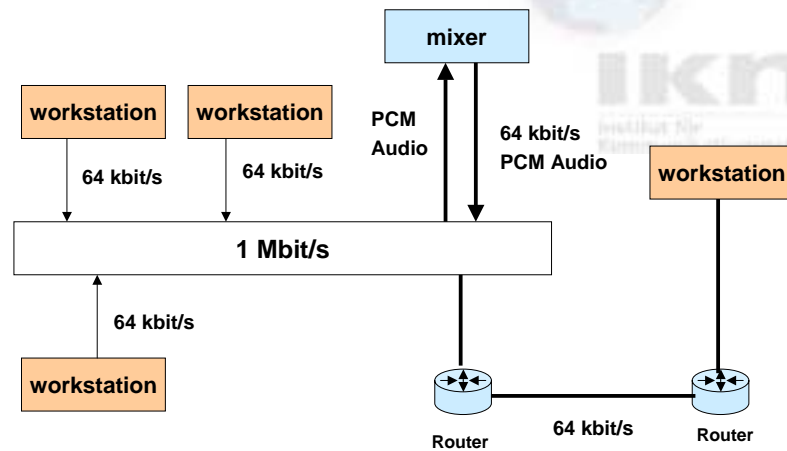 mixer
ikn
workstation
workstation
PCM
Audio
64 kbit/s
PCM Audio
64 kbit/s
64 kbit/s
workstation
1 Mbit/s
64 kbit/s
workstation
64 kbit/s
Router
Router